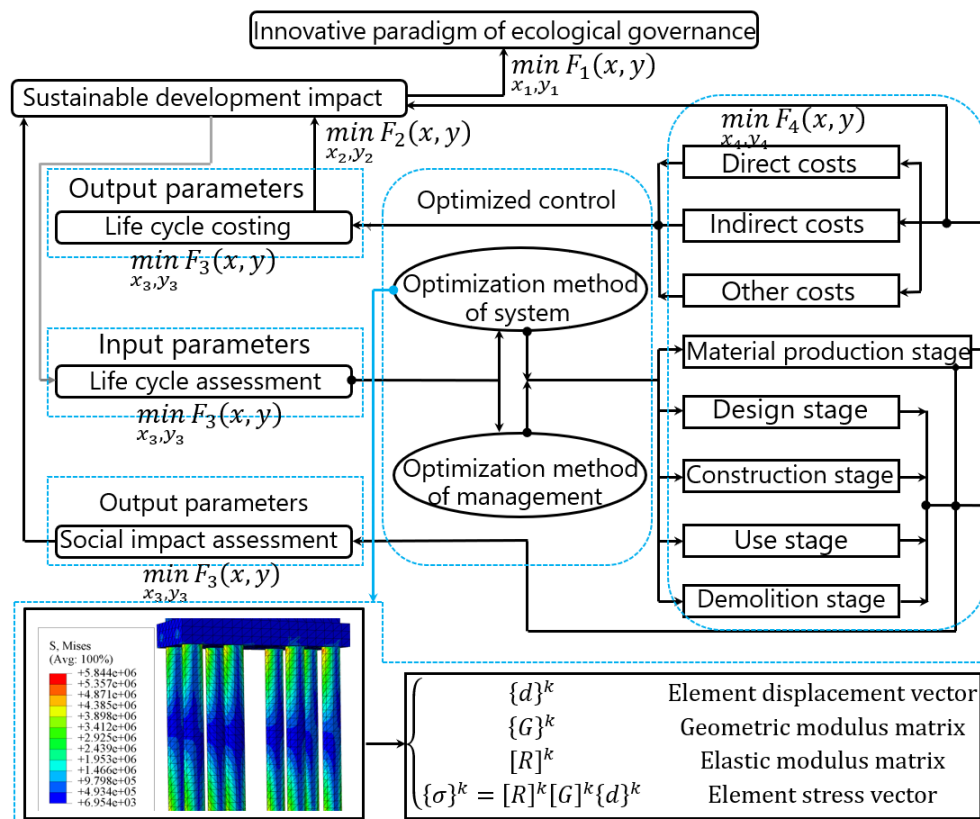 Innovative paradigm of ecological governance
min F₁(x, y)
x₁,y₁
Sustainable development impact
min F₂(x, y)
x₂,y₂
min F₄(x, y)
x₄,y₄
Output parameters
Life cycle costing
min F₃(x, y)
x₃,y₃
Optimized control
Direct costs
Indirect costs
Other costs
Optimization method
of system
Input parameters
Life cycle assessment
min F₃(x, y)
x₃,y₃
Optimization method
of management
Material production stage
Design stage
Construction stage
Use stage
Demolition stage
Output parameters
Social impact assessment
min F₃(x, y)
x₃,y₃
S, Mises
(Avg: 100%)
+5.844e+06
+5.357e+06
+4.871e+06
+4.385e+06
+3.898e+06
+3.412e+06
+2.925e+06
+2.439e+06
+1.953e+06
+1.466e+06
+9.798e+05
+4.934e+05
+6.954e+03
{d}ᵏ Element displacement vector
{G}ᵏ Geometric modulus matrix
[R]ᵏ Elastic modulus matrix
{σ}ᵏ = [R]ᵏ[G]ᵏ{d}ᵏ Element stress vector